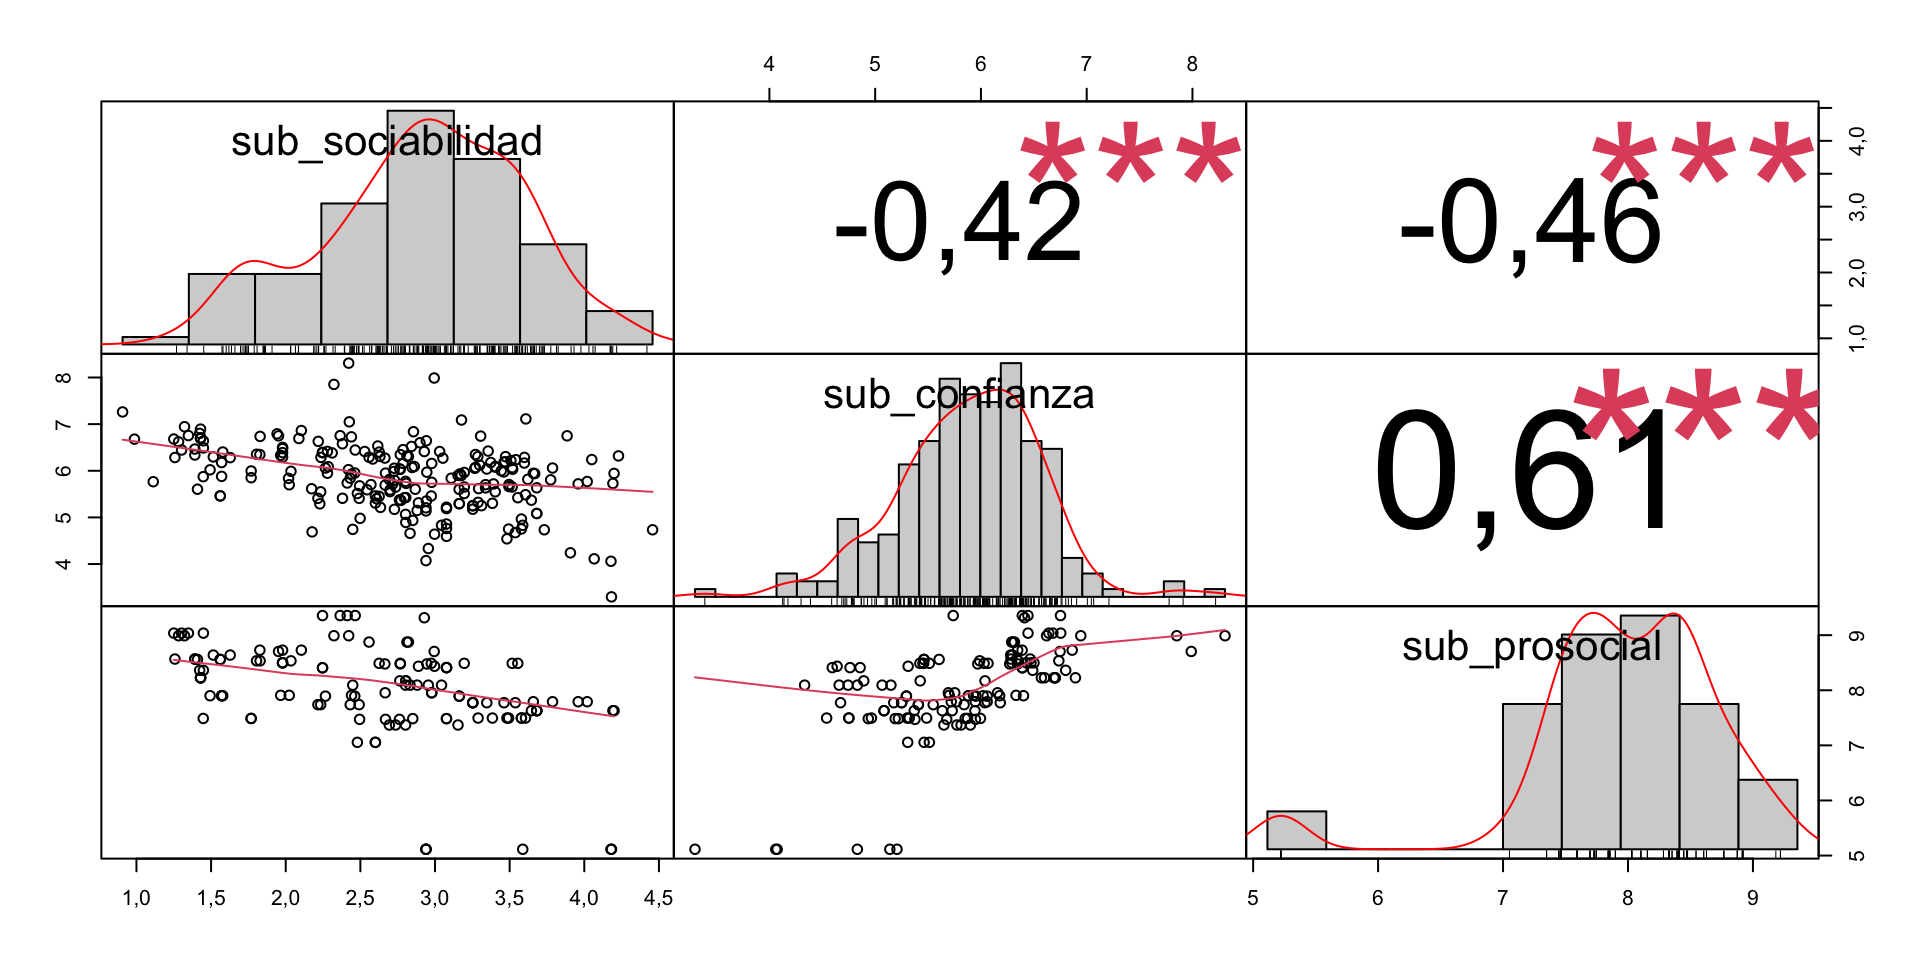 4 5 6 7 8
sub_sociabilidad
-0,42 ***
-0,46 ***
1,0 2,0 3,0 4,0
4 5 6 7 8
sub_confianza
0,61 ***
sub_prosocial
5 6 7 8 9
1,0 1,5 2,0 2,5 3,0 3,5 4,0 4,5
5 6 7 8 9